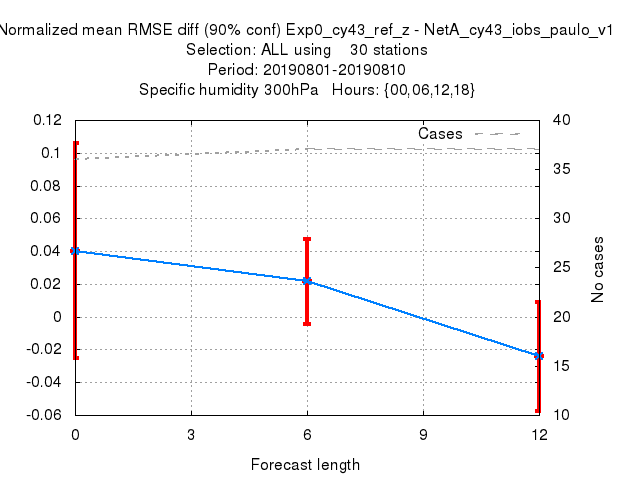 Normalized mean RMSE diff (90% conf) Exp0_cy43_ref_z - NetA_cy43_iobs_paulo_v1
Selection: ALL using 30 stations
Period: 20190801-20190810
Specific humidity 300hPa Hours: {00,06,12,18}
Cases
0.12
0.1
0.08
0.06
0.04
0.02
0
-0.02
-0.04
-0.06
40
35
30
25
20
15
10
No cases
0 3 6 9 12
Forecast length